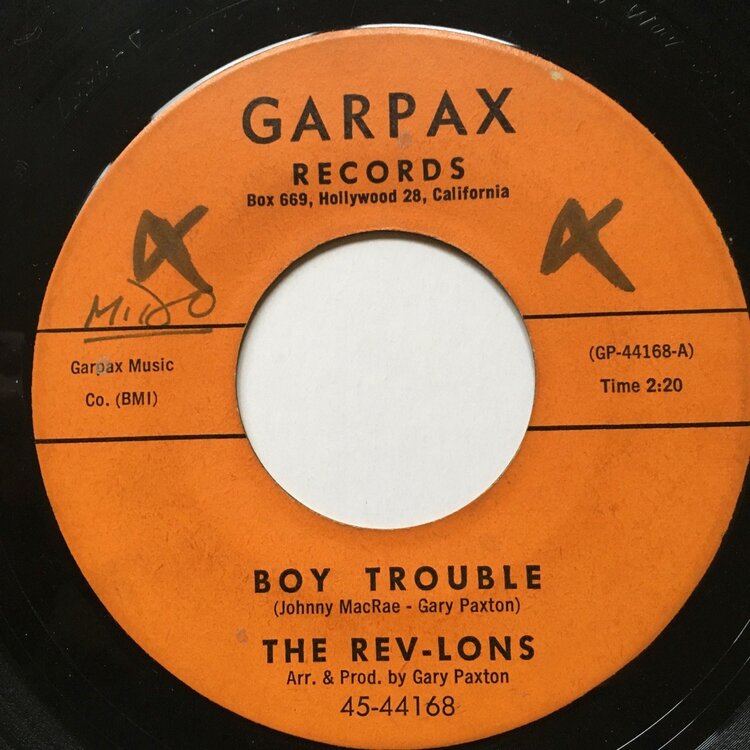 GARPAX
RECORDS
Box 669, Hollywood 28, California
Garpax Music
Co. (BMI)
(GP-44168-A)
Time 2:20
BOY TROUBLE
(Johnny MacRae - Gary Paxton)
THE REV-LONS
Arr. & Prod. by Gary Paxton
45-44168